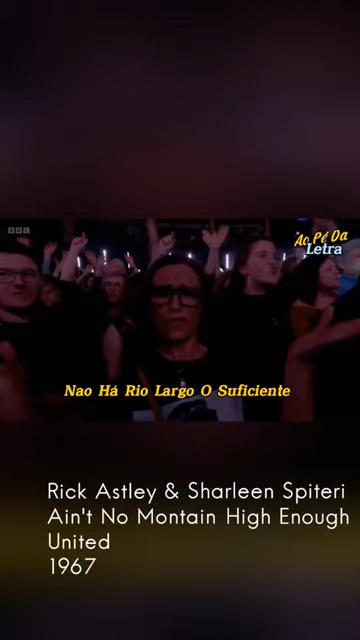 BBC
Ao Pé Da
Letra
Nao Há Rio Largo O Suficiente
Rick Astley & Sharleen Spiteri
Ain't No Montain High Enough
United
1967